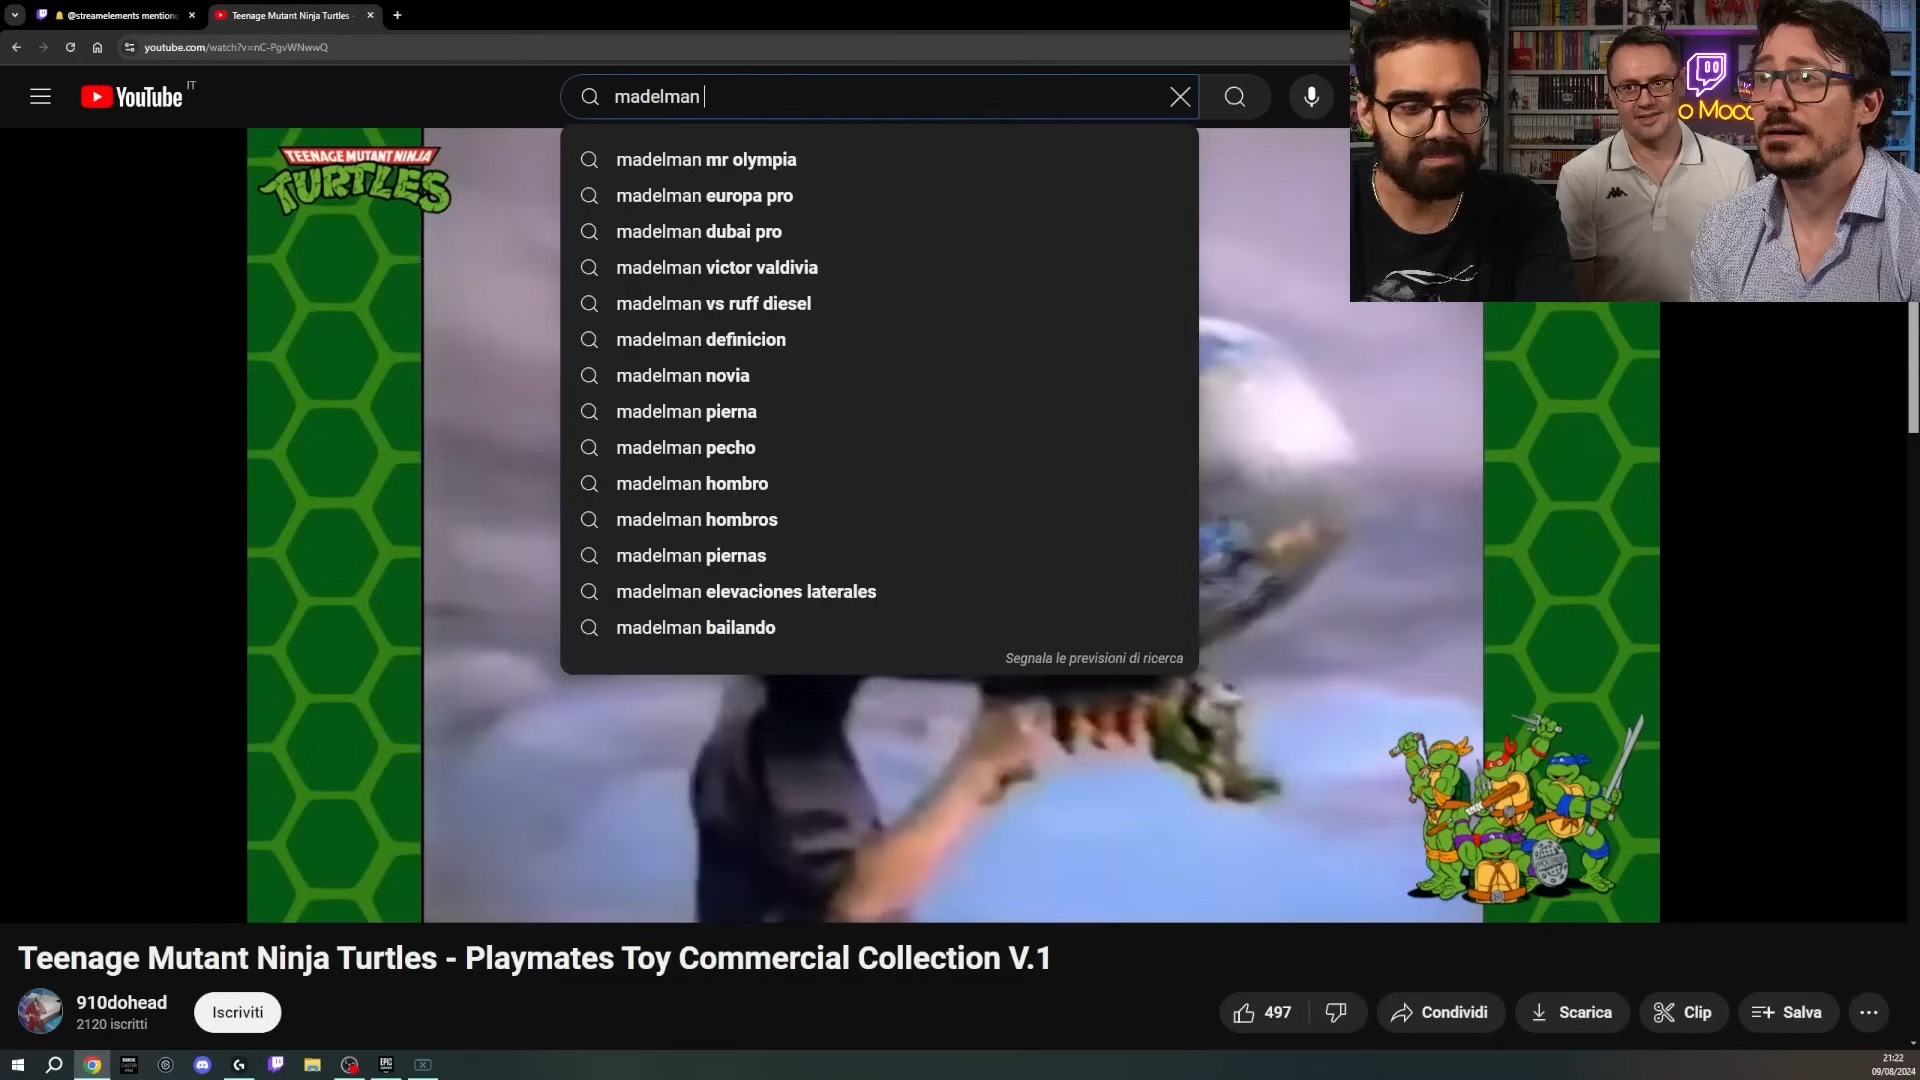 @streamelements mention
Teenage Mutant Ninja Turtles -
youtube.com/watch?v=nC-PgvWNwwQ
YouTube IT
madelman
TEENAGE MUTANT NINJA
TURTLES
madelman mr olympia
madelman europa pro
madelman dubai pro
madelman victor valdivia
madelman vs ruff diesel
madelman definicion
madelman novia
madelman pierna
madelman pecho
madelman hombro
madelman hombros
madelman piernas
madelman elevaciones laterales
madelman bailando
Segnala le previsioni di ricerca
Teenage Mutant Ninja Turtles - Playmates Toy Commercial Collection V.1
910dohead
2120 iscritti
Iscriviti
497
Condividi
Scarica
Clip
Salva
21:22
09/08/2024